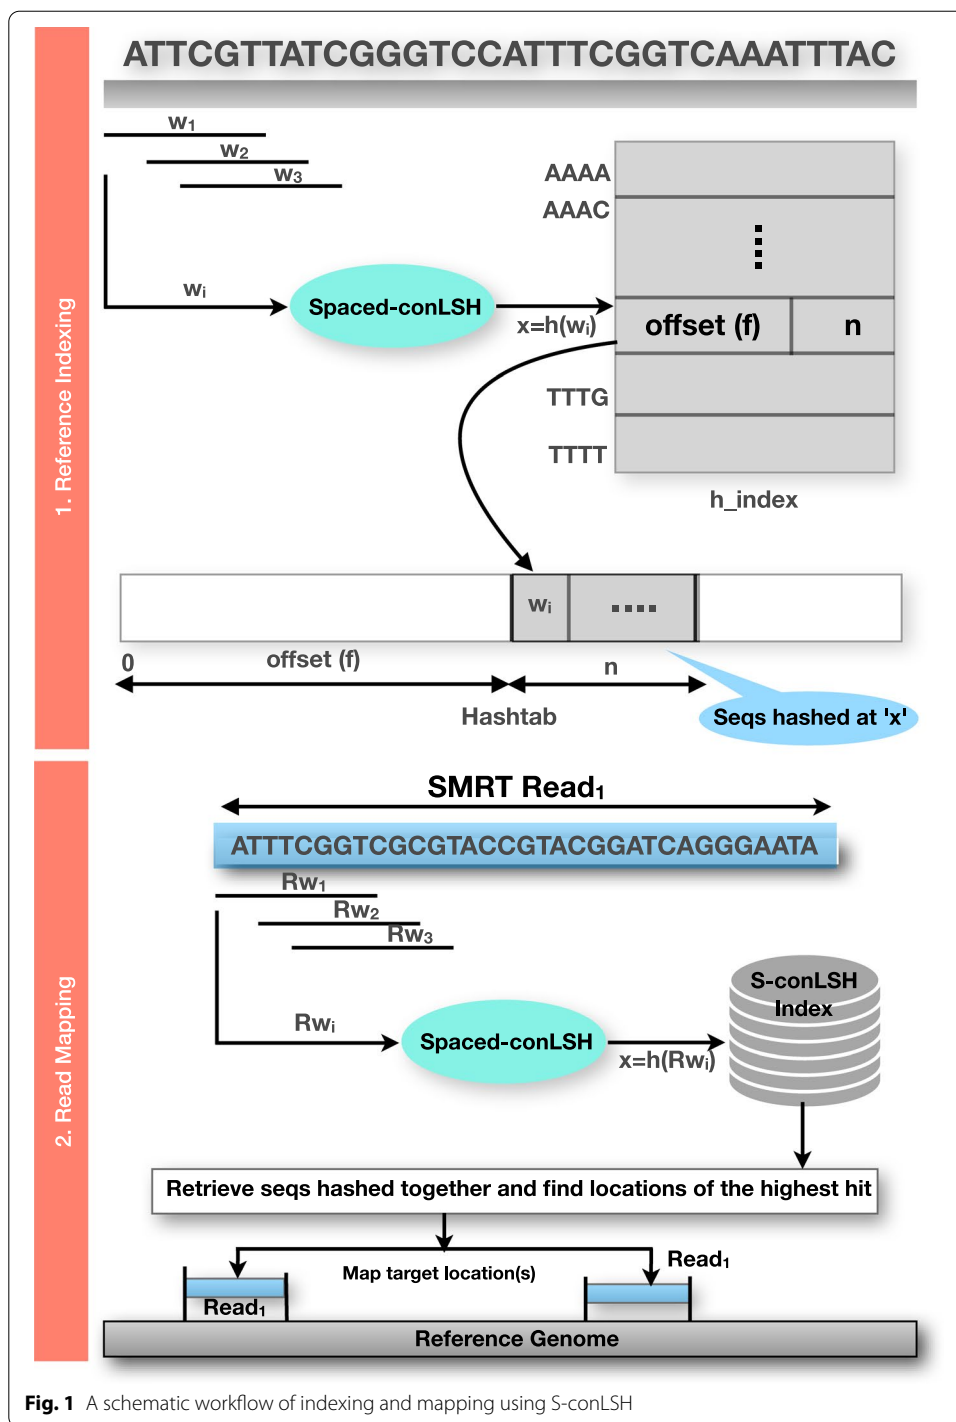 ATTCGTTATCGGGTCCATTTCGGTCAAATTTAC
1. Reference Indexing
w1
w2
w3
AAAA
AAAC
wi
Spaced-conLSH
x=h(wi)
offset (f)
n
TTTG
TTTT
h_index
wi
0
offset (f)
n
Hashtab
Seqs hashed at 'x'
2. Read Mapping
SMRT Read1
ATTTCGGTCGCGTACCGTACGGATCAGGGAATA
Rw1
Rw2
Rw3
Rwi
Spaced-conLSH
x=h(Rwi)
S-conLSH
Index
Retrieve seqs hashed together and find locations of the highest hit
Map target location(s)
Read1
Read1
Reference Genome
Fig. 1 A schematic workflow of indexing and mapping using S-conLSH